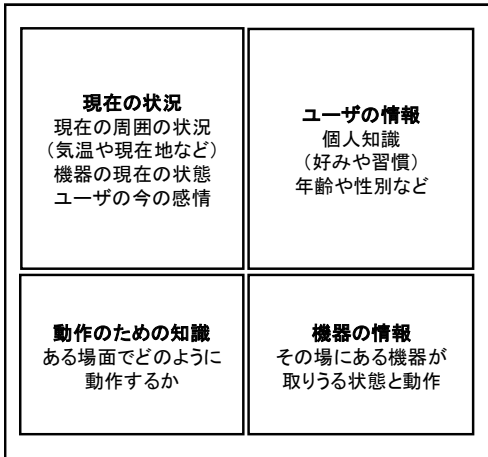 現在の状況
現在の周囲の状況
（気温や現在地など）
機器の現在の状態
ユーザの今の感情
ユーザの情報
個人知識
（好みや習慣）
年齢や性別など
動作のための知識
ある場面でどのように
動作するか
機器の情報
その場にある機器が
取りうる状態と動作